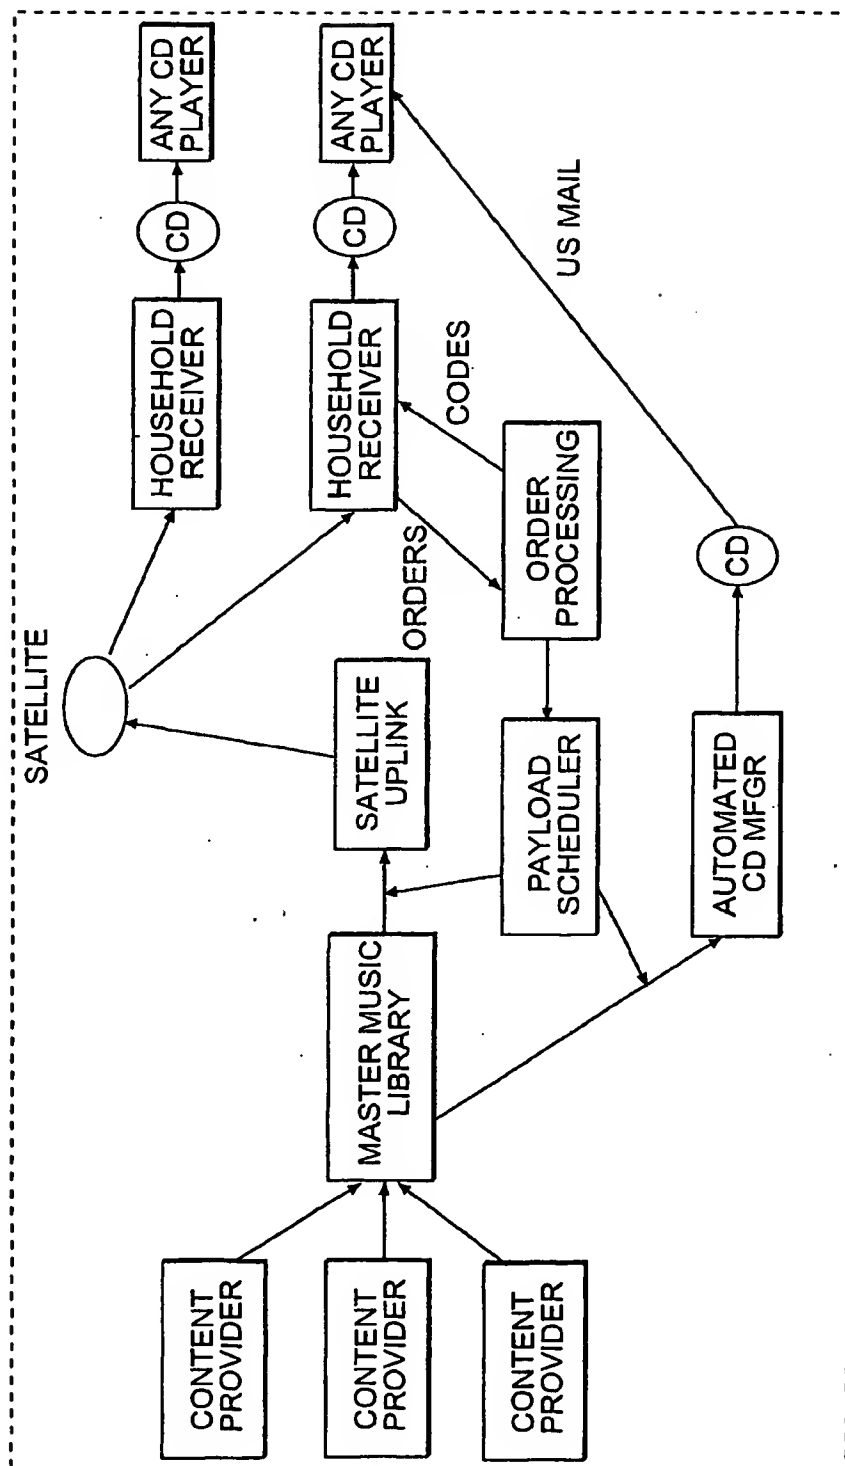 SATELLITE
HOUSEHOLD
RECEIVER
CD
ANY CD
PLAYER
CONTENT
PROVIDER
CONTENT
PROVIDER
CONTENT
PROVIDER
MASTER MUSIC
LIBRARY
SATELLITE
UPLINK
ORDERS
HOUSEHOLD
RECEIVER
CD
ANY CD
PLAYER
CODES
PAYLOAD
SCHEDULER
ORDER
PROCESSING
US MAIL
AUTOMATED
CD MFGR
CD